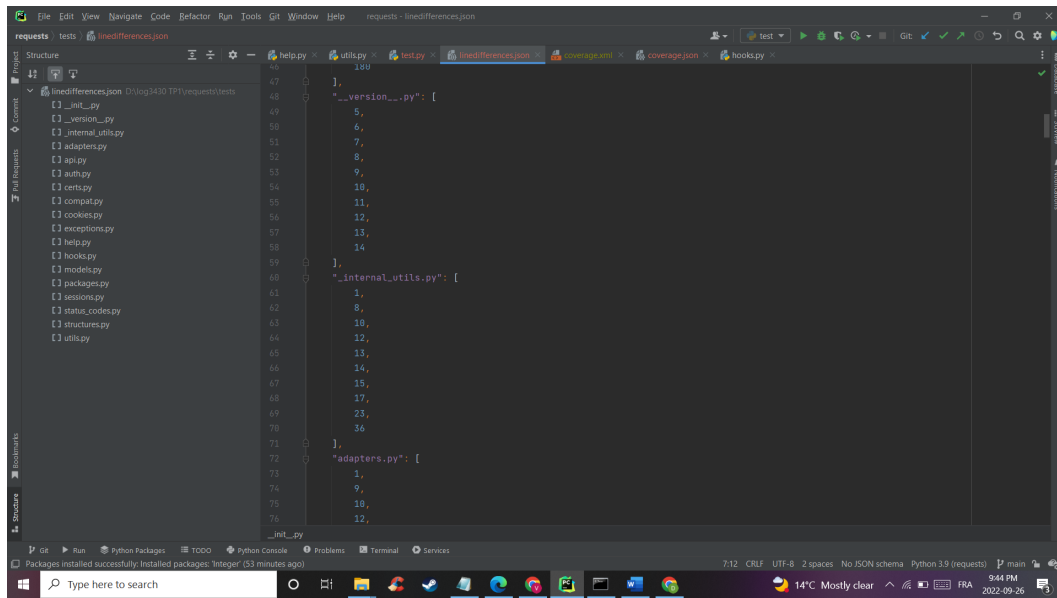 File Edit View Navigate Code Refactor Run Tools Git Window Help requests - linedifferences.json
requests tests linedifferences.json test Git:
Structure help.py utils.py test.py linedifferences.json coverage.xml coverage.json hooks.py
Project
Commit
Pull Requests
Bookmarks
Structure
linedifferences.json D:\log3430 TP1\requests\tests
[ ] __init__.py
[ ] __version__.py
[ ] _internal_utils.py
[ ] adapters.py
[ ] api.py
[ ] auth.py
[ ] certs.py
[ ] compat.py
[ ] cookies.py
[ ] exceptions.py
[ ] help.py
[ ] hooks.py
[ ] models.py
[ ] packages.py
[ ] sessions.py
[ ] status_codes.py
[ ] structures.py
[ ] utils.py
46 180
47 ],
48 "__version__.py": [
49 5,
50 6,
51 7,
52 8,
53 9,
54 10,
55 11,
56 12,
57 13,
58 14
59 ],
60 "_internal_utils.py": [
61 1,
62 8,
63 10,
64 12,
65 13,
66 14,
67 15,
68 17,
69 23,
70 36
71 ],
72 "adapters.py": [
73 1,
74 9,
75 10,
76 12,
__init__.py
Git Run Python Packages TODO Python Console Problems Terminal Services
Packages installed successfully: Installed packages: 'Integer' (53 minutes ago) 7:12 CRLF UTF-8 2 spaces No JSON schema Python 3.9 (requests) main
Type here to search 14°C Mostly clear FRA 9:44 PM
2022-09-26